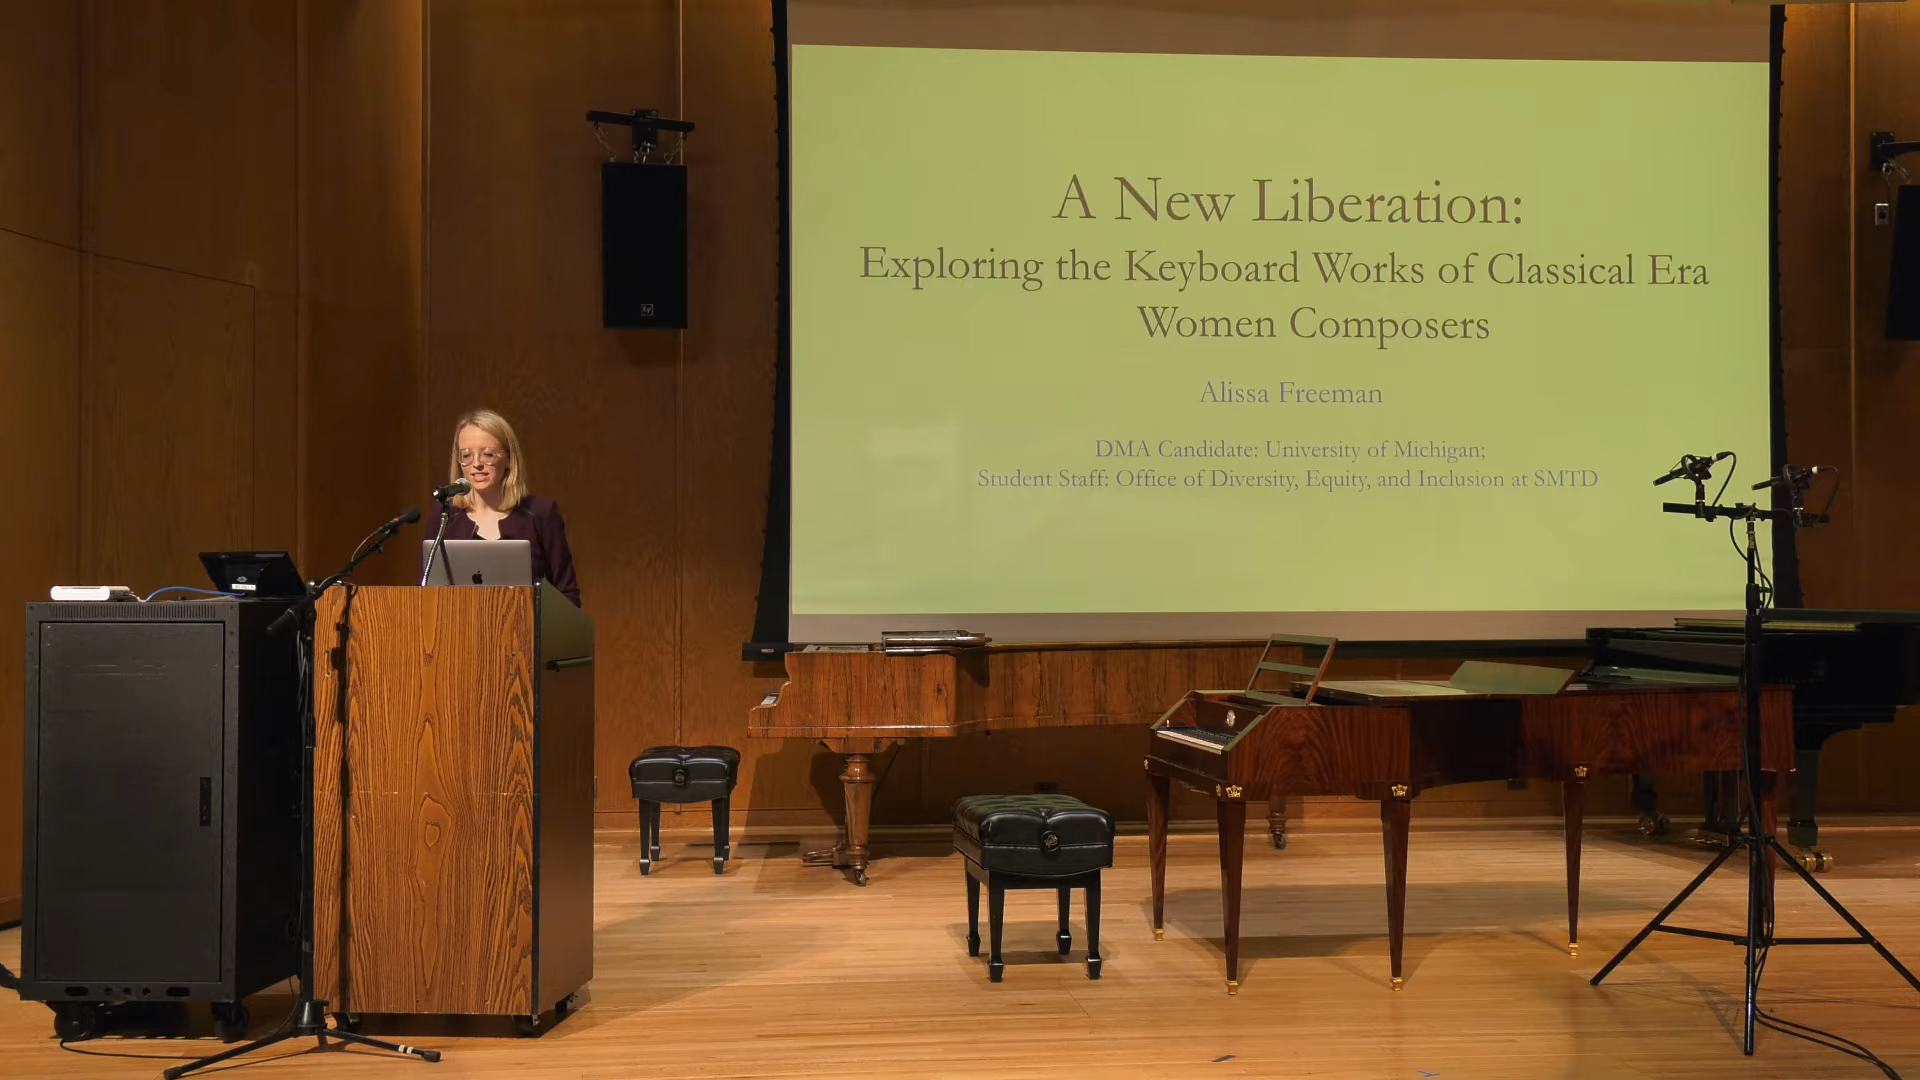 A New Liberation:
Exploring the Keyboard Works of Classical Era
Women Composers
Alissa Freeman
DMA Candidate: University of Michigan;
Student Staff: Office of Diversity, Equity, and Inclusion at SMTD